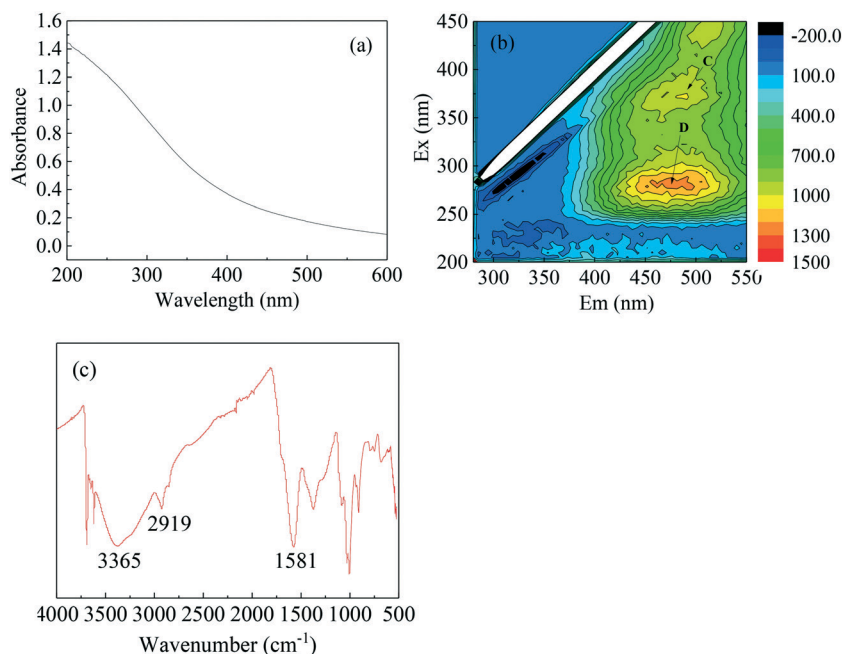 1.6
1.4
1.2
1.0
0.8
0.6
0.4
0.2
0.0
Absorbance
(a)
200 300 400 500 600
Wavelength (nm)
450
400
350
300
250
200
Ex (nm)
(b)
C
D
300 350 400 450 500 550
Em (nm)
-200.0
100.0
400.0
700.0
1000
1300
1500
(c)
3365
2919
1581
4000 3500 3000 2500 2000 1500 1000 500
Wavenumber (cm-1)